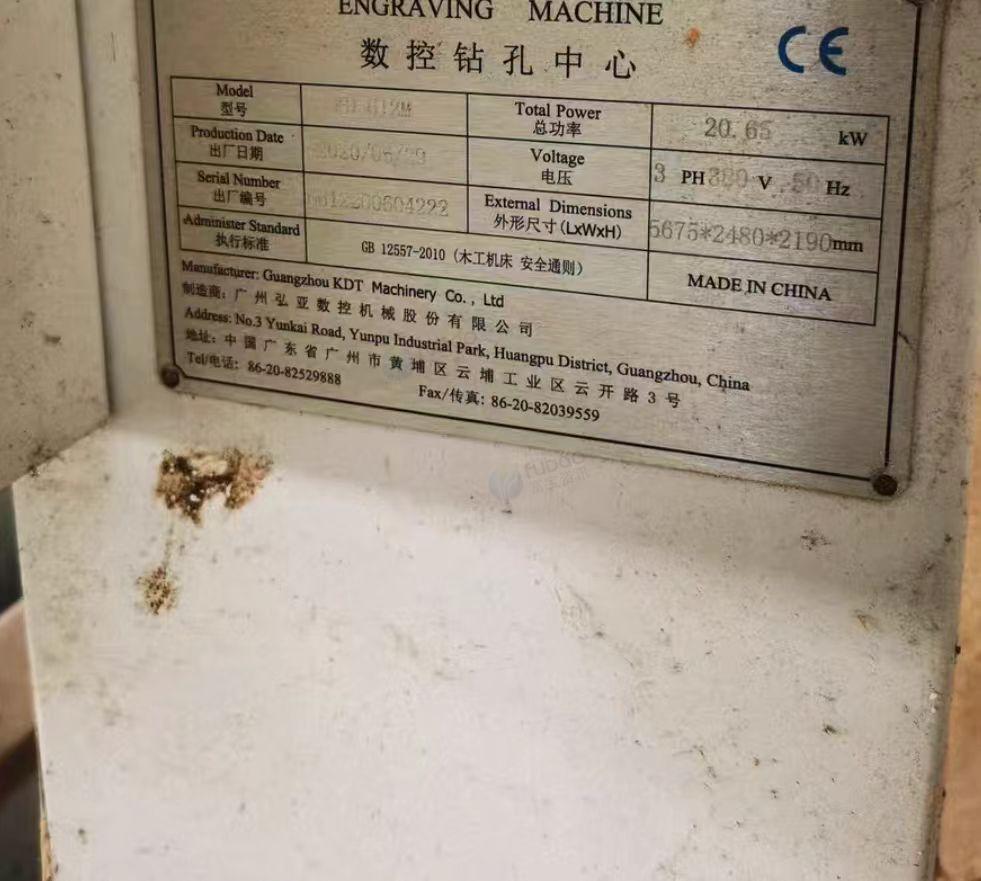 ENGRAVING MACHINE
数控钻孔中心
CE
Model
型号
Total Power
总功率
20.65 kW
Production Date
出厂日期
2020/06/29
Voltage
电压
3 PH 380 V , 50 Hz
Serial Number
出厂编号
12200604222
External Dimensions
外形尺寸(LxWxH)
5675*2480*2190mm
Administer Standard
执行标准
GB 12557-2010 (木工机床 安全通则)
MADE IN CHINA
Manufacturer: Guangzhou KDT Machinery Co., Ltd
制造商: 广州弘亚数控机械股份有限公司
Address: No.3 Yunkai Road, Yunpu Industrial Park, Huangpu District, Guangzhou, China
地址: 中国广东省广州市黄埔区云埔工业区云开路3号
Tel/电话: 86-20-82529888
Fax/传真: 86-20-82039559